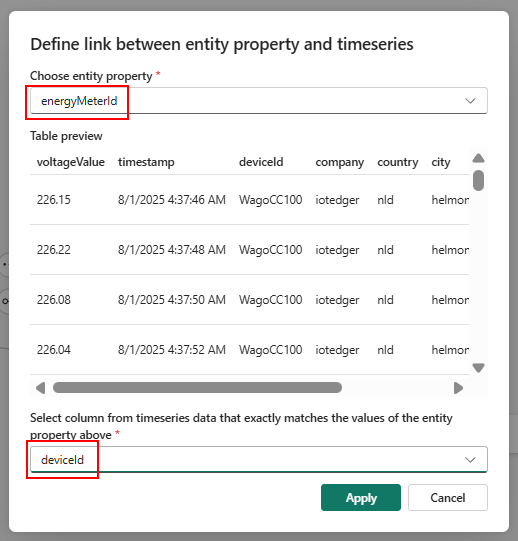 Define link between entity property and timeseries
Choose entity property *
energyMeterId
Table preview
voltageValue timestamp deviceId company country city
226.15 8/1/2025 4:37:46 AM WagoCC100 iotedger nld helmon
226.22 8/1/2025 4:37:48 AM WagoCC100 iotedger nld helmon
226.08 8/1/2025 4:37:50 AM WagoCC100 iotedger nld helmon
226.04 8/1/2025 4:37:52 AM WagoCC100 iotedger nld helmon
Select column from timeseries data that exactly matches the values of the entity
property above *
deviceId
Apply Cancel